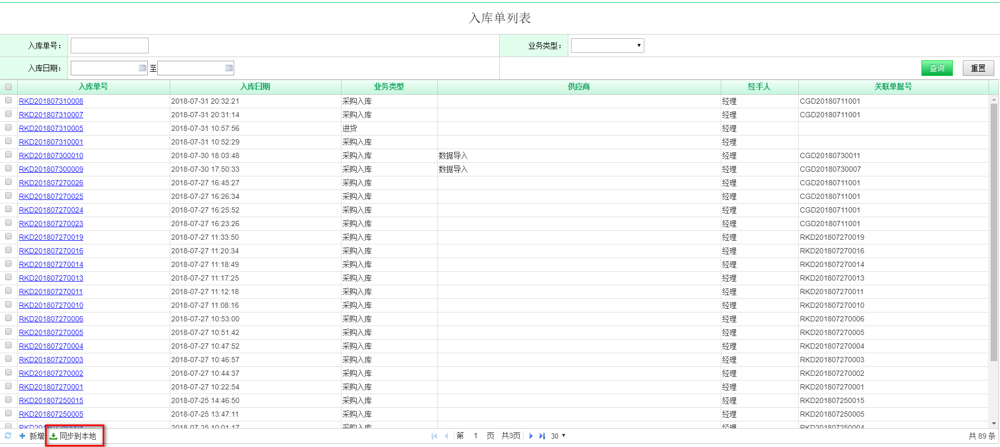 入库单列表
入库单号： 业务类型：
入库日期： 至 查询 重置
入库单号 入库日期 业务类型 供应商 经手人 关联单据号
RKD201807310008 2018-07-31 20:32:21 采购入库 经理 CGD20180711001
RKD201807310007 2018-07-31 20:31:14 采购入库 经理 CGD20180711001
RKD201807310005 2018-07-31 10:57:56 进货 经理
RKD201807310001 2018-07-31 10:52:29 采购入库 经理
RKD201807300010 2018-07-30 18:03:48 采购入库 数据导入 经理 CGD20180730011
RKD201807300009 2018-07-30 17:50:33 采购入库 数据导入 经理 CGD20180730007
RKD201807270026 2018-07-27 16:45:27 采购入库 经理 CGD20180711001
RKD201807270025 2018-07-27 16:26:34 采购入库 经理 CGD20180711001
RKD201807270024 2018-07-27 16:25:52 采购入库 经理 CGD20180711001
RKD201807270023 2018-07-27 16:23:26 采购入库 经理 CGD20180711001
RKD201807270019 2018-07-27 11:33:50 采购入库 经理 RKD201807270019
RKD201807270016 2018-07-27 11:20:34 采购入库 经理 RKD201807270016
RKD201807270014 2018-07-27 11:18:49 采购入库 经理 RKD201807270014
RKD201807270013 2018-07-27 11:17:25 采购入库 经理 RKD201807270013
RKD201807270011 2018-07-27 11:12:18 采购入库 经理 RKD201807270011
RKD201807270010 2018-07-27 11:08:16 采购入库 经理 RKD201807270010
RKD201807270006 2018-07-27 10:53:00 采购入库 经理 RKD201807270006
RKD201807270005 2018-07-27 10:51:42 采购入库 经理 RKD201807270005
RKD201807270004 2018-07-27 10:47:52 采购入库 经理 RKD201807270004
RKD201807270003 2018-07-27 10:46:57 采购入库 经理 RKD201807270003
RKD201807270002 2018-07-27 10:44:37 采购入库 经理 RKD201807270002
RKD201807270001 2018-07-27 10:22:54 采购入库 经理 RKD201807270001
RKD201807250015 2018-07-25 14:46:50 采购入库 经理 RKD201807250015
RKD201807250005 2018-07-25 13:47:11 采购入库 经理 RKD201807250005
RKD201807250004 2018-07-25 10:01:17 采购入库 经理 RKD201807250004
新增 同步到本地 第 1 页 共3页 30 共 89 条